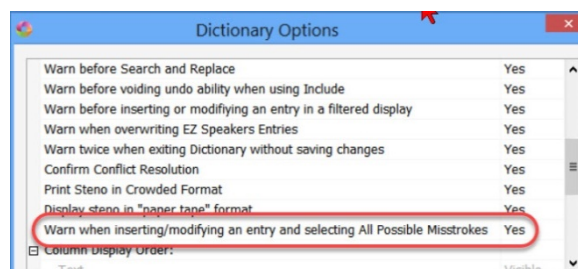 Dictionary Options
Warn before Search and Replace Yes
Warn before voiding undo ability when using Include Yes
Warn before inserting or modifiying an entry in a filtered display Yes
Warn when overwriting EZ Speakers Entries Yes
Warn twice when exiting Dictionary without saving changes Yes
Confirm Conflict Resolution Yes
Print Steno in Crowded Format Yes
Display steno in "paper tape" format Yes
Warn when inserting/modifying an entry and selecting All Possible Misstrokes Yes
Column Display Order:
Text Visible